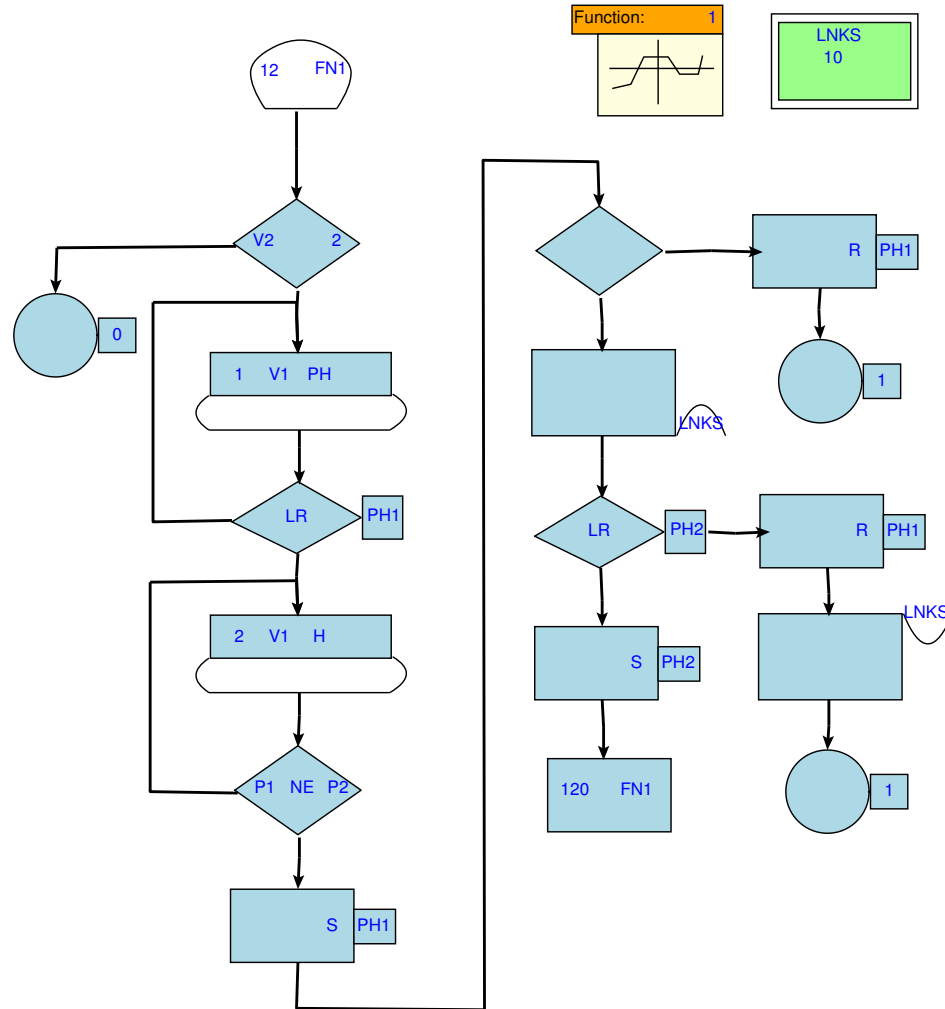 Function: 1
LNKS
10
12 FN1
V2 2
0
1 V1 PH
LR PH1
2 V1 H
P1 NE P2
S PH1
R PH1
1
LNKS
LR PH2
R PH1
LNKS
S PH2
120 FN1
1